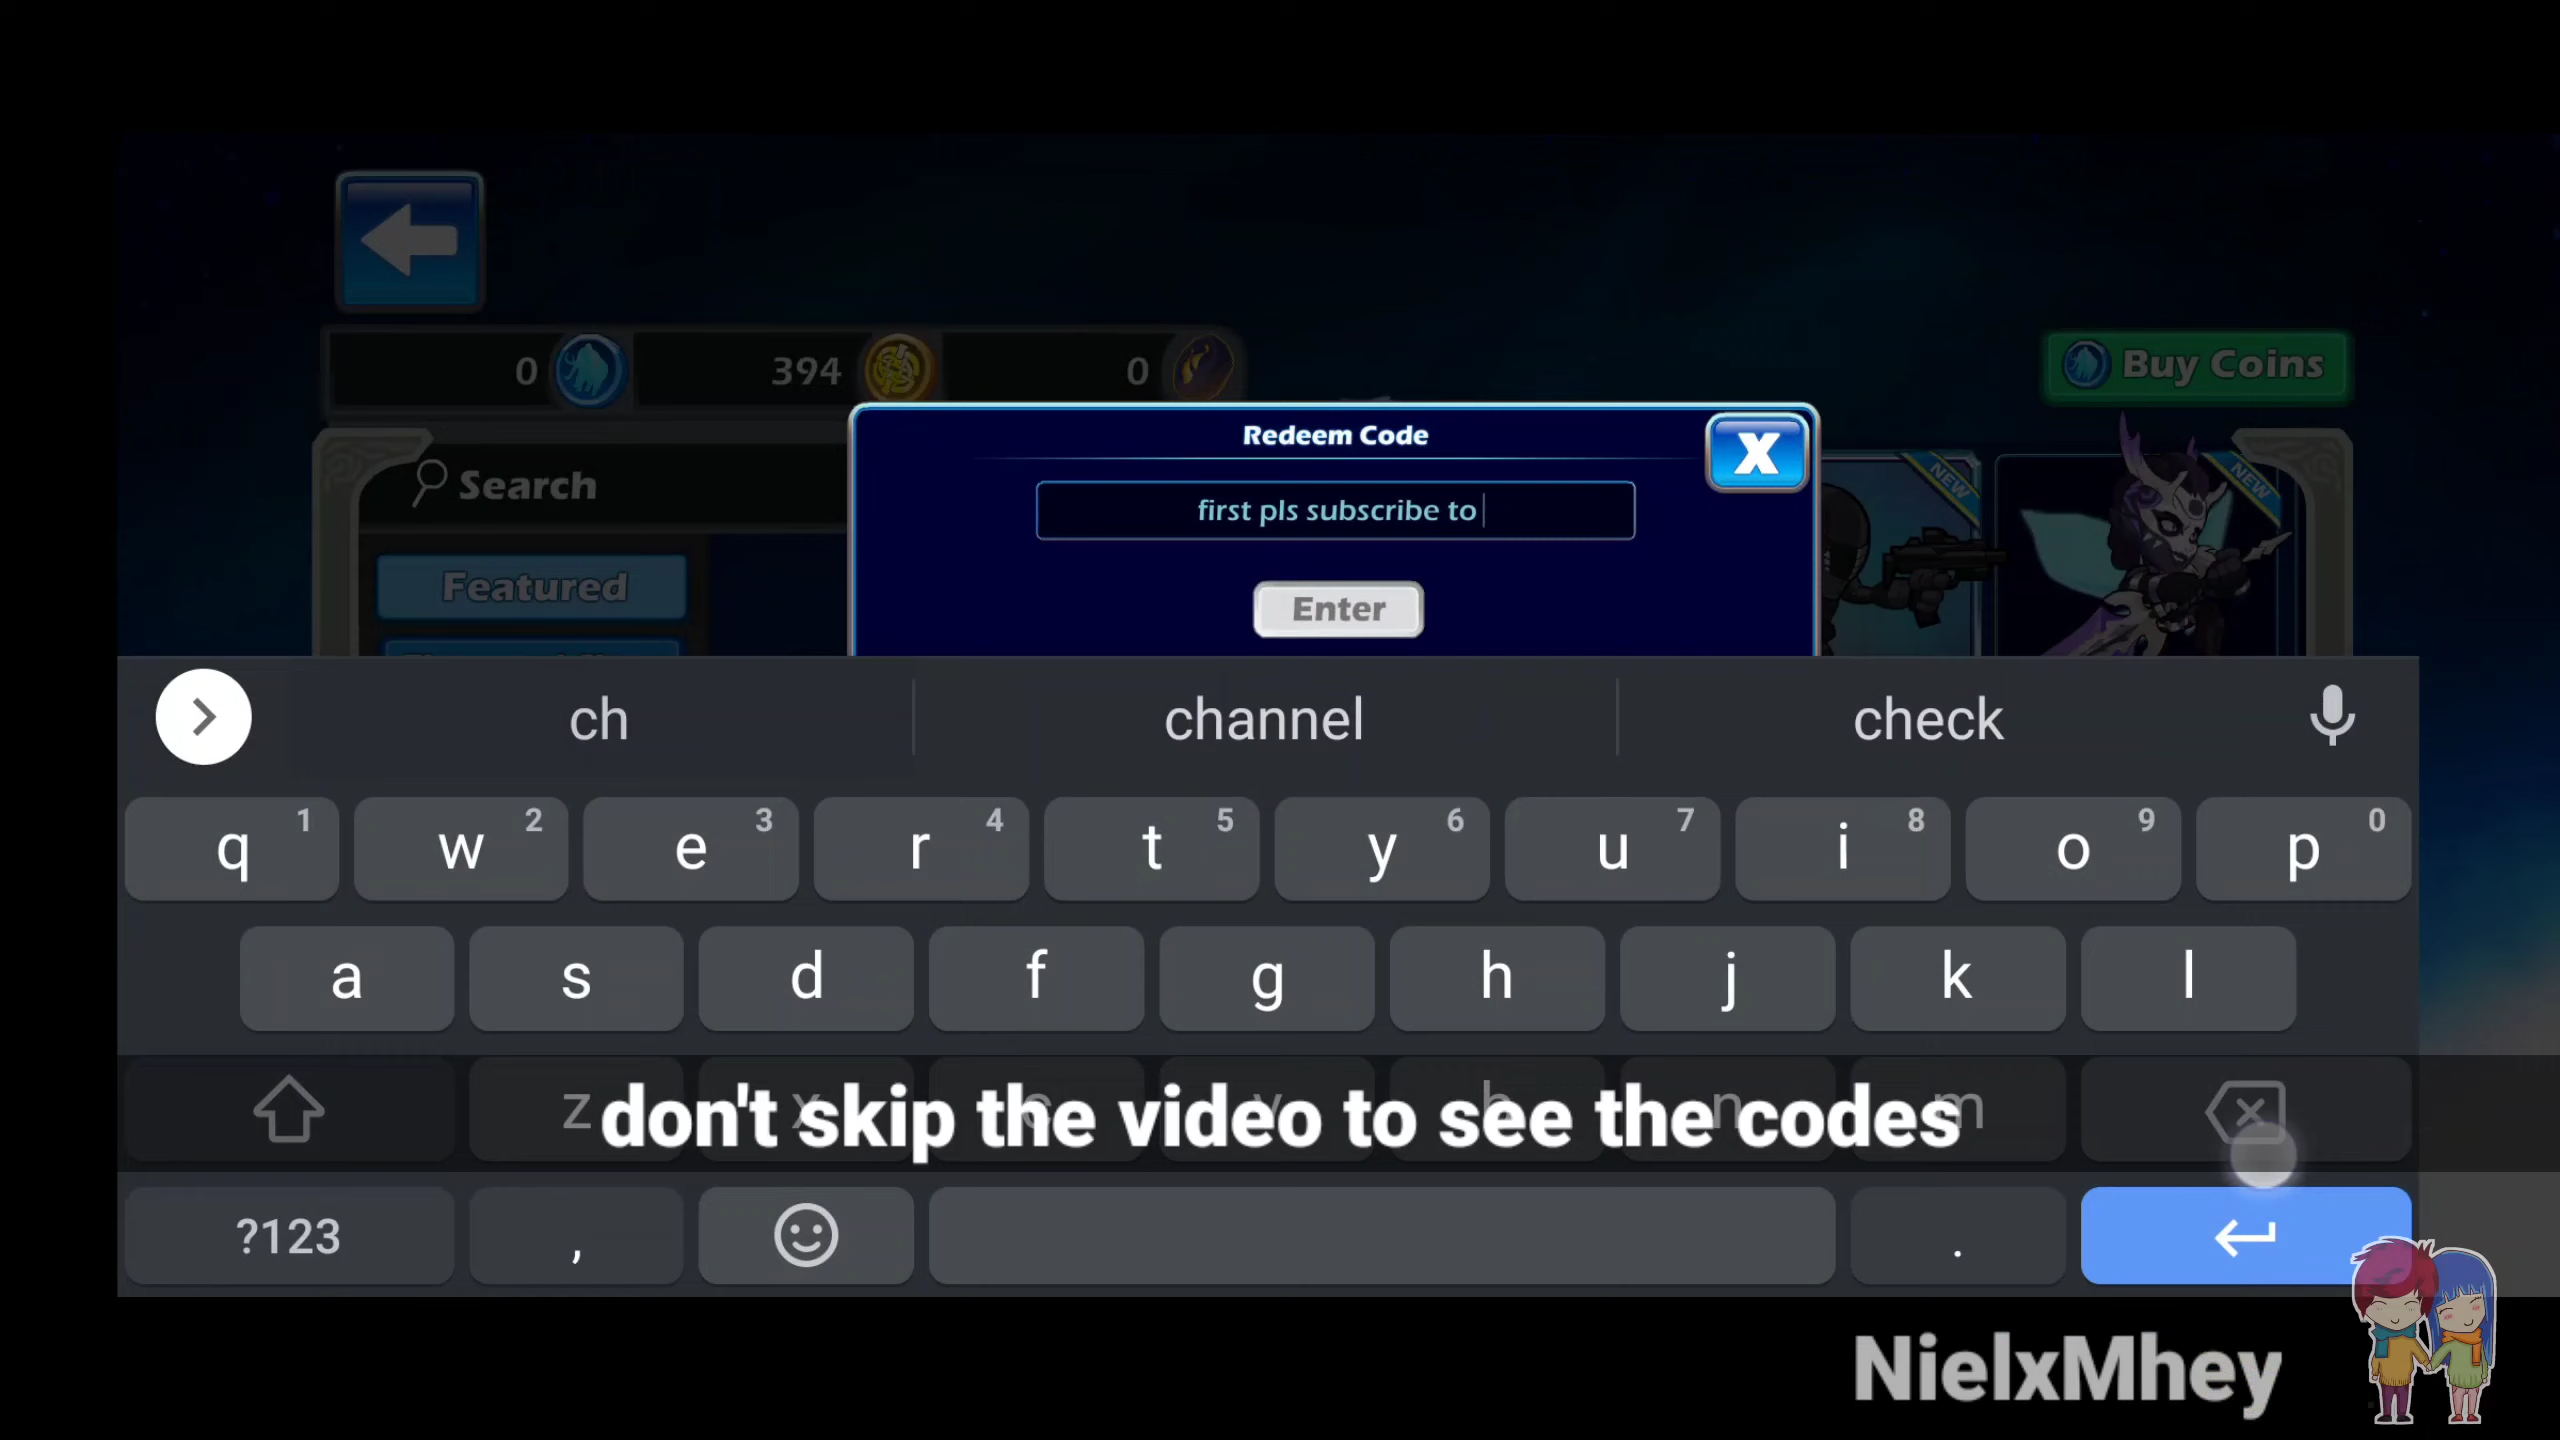 0
394
0
Buy Coins
Redeem Code
X
NEW
NEW
Search
first pls subscribe to
Featured
Enter
ch
channel
check
q 1 w 2 e 3 r 4 t 5 y 6 u 7 i 8 o 9 p 0
a s d f g h j k l
z x c v b n m
don't skip the video to see the codes
?123 , .
NielxMhey